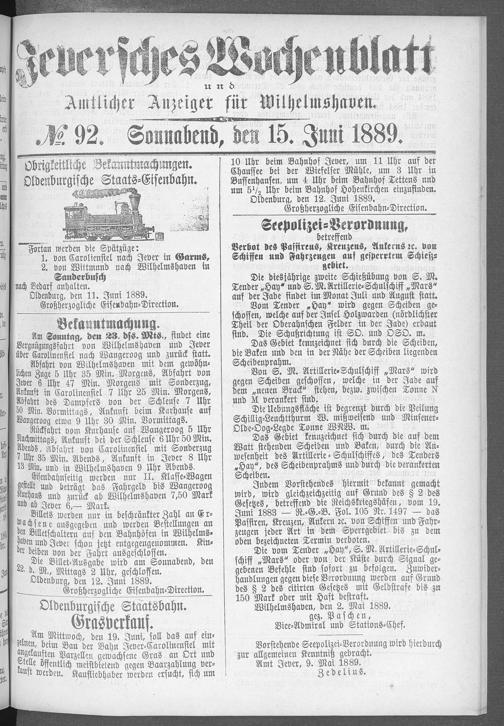 Jeversches Wochenblatt
und
Amtlicher Anzeiger für Wilhelmshaven.
№ 92. Sonnabend, den 15. Juni 1889.
Obrigkeitliche Bekanntmachungen.
Oldenburgische Staats-Eisenbahn.
Fortan werden die Spätzüge:
1. von Carolinensiel nach Jever in Garms,
2. von Wittmund nach Wilhelmshaven in
Sanderbusch
nach Bedarf anhalten.
Oldenburg, den 11. Juni 1889.
Großherzogliche Eisenbahn-Direction.
Bekanntmachung.
Am Sonntag, den 23. dss. Mts., findet eine
Vergnügungsfahrt von Wilhelmshaven und Jever
über Carolinensiel nach Wangeroog und zurück statt.
Abfahrt von Wilhelmshaven mit dem gewöhn-
lichen Zuge 5 Uhr 35 Min. Morgens, Abfahrt von
Jever 6 Uhr 47 Min. Morgens mit Sonderzug,
Ankunft in Carolinensiel 7 Uhr 25 Min. Morgens,
Abfahrt des Dampfers von der Schleuse 7 Uhr
50 Min. Vormittags, Ankunft beim Kurhause auf
Wangeroog etwa 9 Uhr 30 Min. Vormittags.
Rückfahrt vom Kurhause auf Wangeroog 5 Uhr
Nachmittags, Ankunft bei der Schleuse 6 Uhr 50 Min.
Abends, Abfahrt von Carolinensiel mit Sonderzug
7 Uhr 35 Min. Abends, Ankunft in Jever 8 Uhr
13 Min. und in Wilhelmshaven 9 Uhr Abends.
Eisenbahnseitig werden nur II. Klasse-Wagen
gestellt und beträgt das Fahrgeld bis Wangeroog
Kurhaus und zurück ab Wilhelmshaven 7,50 Mark
und ab Jever 6,— Mark.
Billets werden nur in beschränkter Zahl an Er-
wachsene ausgegeben und werden Bestellungen an
den Billetschaltern auf den Bahnhöfen in Wilhelms-
haven und Jever schon jetzt entgegengenommen. Kin-
der bleiben von der Fahrt ausgeschlossen.
Die Billet-Ausgabe wird am Sonnabend, den
22. d. M., Mittags 2 Uhr, geschlossen.
Oldenburg, den 12. Juni 1889.
Großherzogliche Eisenbahn-Direction.
Oldenburgische Staatsbahn.
Grasverkauf.
Am Mittwoch, den 19. Juni, soll das auf ein-
zelnen, beim Bau der Bahn Jever-Carolinensiel mit
angekauften Parzellen gewachsene Gras an Ort und
Stelle öffentlich meistbietend gegen Baarzahlung ver-
kauft werden. Kaufliebhaber werden ersucht, sich um
10 Uhr beim Bahnhof Jever, um 11 Uhr auf der
Chaussee bei der Wiefelser Mühle, um 3 Uhr in
Bussenhausen, um 4 Uhr beim Bahnhof Tettens und
um 5½ Uhr beim Bahnhof Hohenkirchen einzufinden.
Oldenburg, den 12. Juni 1889.
Großherzogliche Eisenbahn-Direction.
Seepolizei-Verordnung,
betreffend
Verbot des Passirens, Kreuzens, Ankerns ꝛc. von
Schiffen und Fahrzeugen auf gesperrtem Schieß-
gebiet.
Die diesjährige zweite Schießübung von S. M.
Tender „Hay" und S. M. Artillerie-Schulschiff „Mars"
auf der Jade findet im Monat Juli und August statt.
Vom Tender „Hay" wird gegen Scheiben ge-
schossen, welche auf der Insel Holzwarden (nördlichster
Theil der Oberahnischen Felder in der Jade) erbaut
sind. Die Schußrichtung ist SO. und OSO. m.
Das Gebiet kennzeichnet sich durch die Scheiben,
die Baken und den in der Nähe der Scheiben liegenden
Scheibenprahm.
Von S. M. Artillerie-Schulschiff „Mars" wird
gegen Scheiben geschossen, welche in der Jade auf
dem „neuen Brack" stehen, bezw. zwischen Tonne N
und M verankert sind.
Die Uebungsfläche ist begrenzt durch die Peilung
Schillig-Leuchtthurm W. mißweisend und Minsener-
Olde-Oog-Legde Tonne WRW. m.
Das Gebiet kennzeichnet sich durch die auf dem
Watt stehenden Scheiben und Baken, durch die An-
wesenheit des Artillerie-Schulschiffes, des Tenders
„Hay", des Scheibenprahms und durch die verankerten
Scheiben.
Indem Vorstehendes hiermit bekannt gemacht
wird, wird gleichzeitig auf Grund des § 2 des
Gesetzes, betreffend die Reichskriegshäfen, vom 19.
Juni 1883 — R.-G.-B. Fol. 105 Nr. 1497 — das
Passiren, Kreuzen, Ankern ꝛc. von Schiffen und Fahr-
zeugen jeder Art in dem Sperrgebiet bis zu dem
oben bezeichneten Termin verboten.
Die vom Tender „Hay", S. M. Artillerie-Schul-
schiff „Mars" oder von der Küste durch Signal ge-
gebenen Befehle sind sofort zu befolgen. Zuwider-
handlungen gegen diese Verordnung werden auf Grund
des § 2 des citirten Gesetzes mit Geldstrafe bis zu
150 Mark oder mit Haft bestraft.
Wilhelmshaven, den 2. Mai 1889.
gez. Paschen,
Vice-Admiral und Stations-Chef.
Vorstehende Seepolizei-Verordnung wird hierdurch
zur allgemeinen Kenntniß gebracht.
Amt Jever, 9. Mai 1889.
Zedelius.